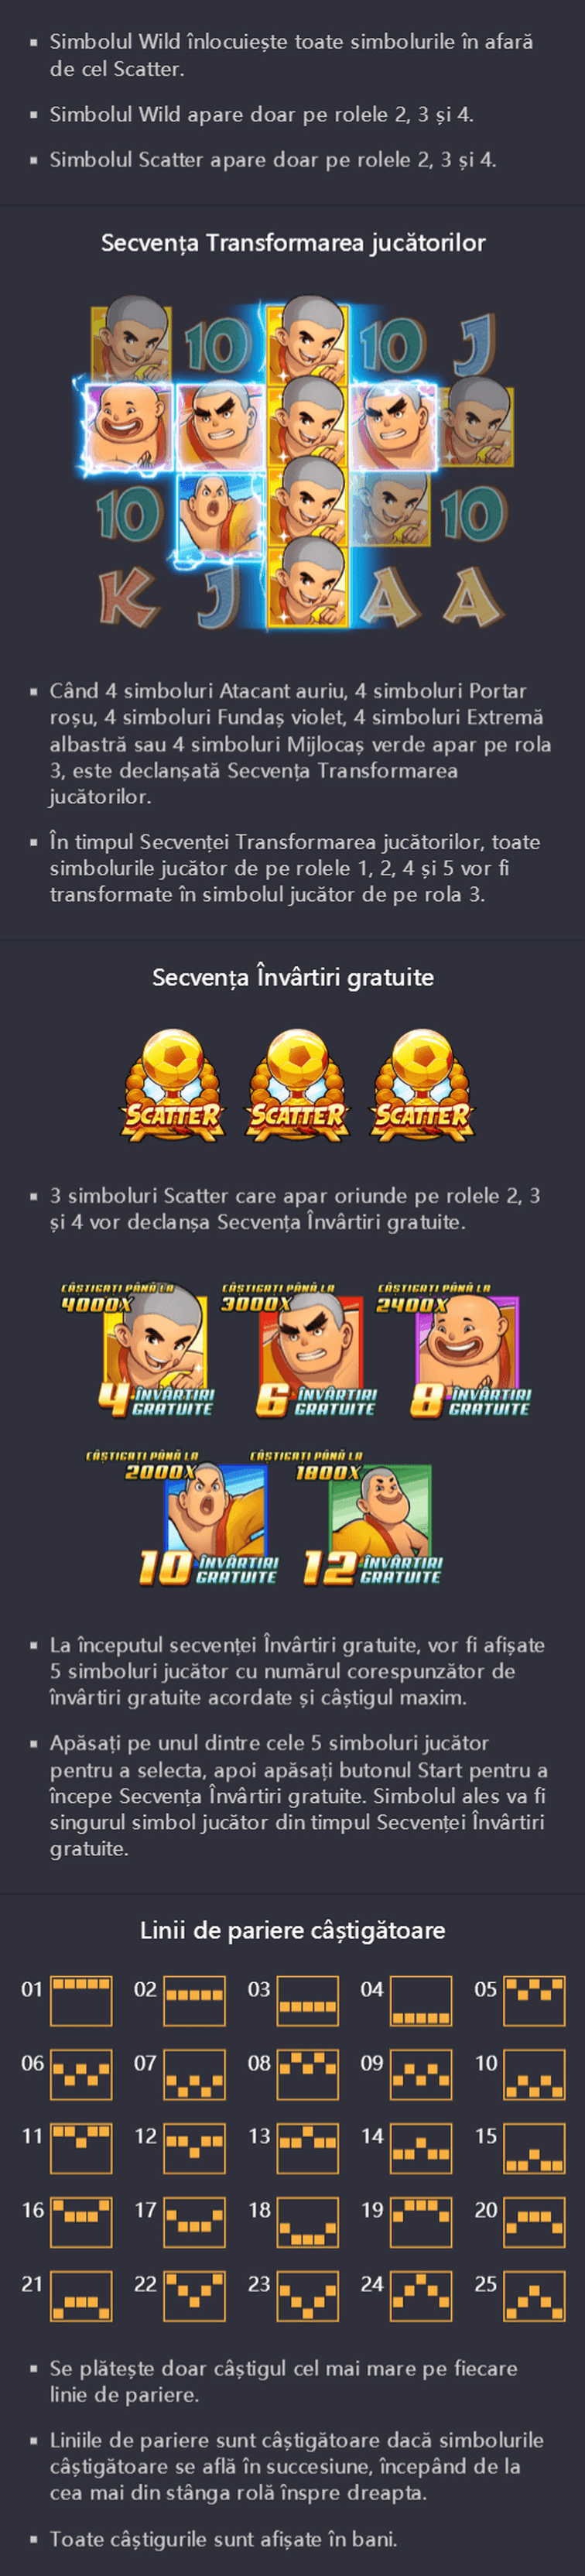 Simbolul Wild înlocuiește toate simbolurile în afară
de cel Scatter.
Simbolul Wild apare doar pe rolele 2, 3 și 4.
Simbolul Scatter apare doar pe rolele 2, 3 și 4.
Secvența Transformarea jucătorilor
10 10 J
10 10
K J A A
Când 4 simboluri Atacant auriu, 4 simboluri Portar
roșu, 4 simboluri Fundaș violet, 4 simboluri Extremă
albastră sau 4 simboluri Mijlocaș verde apar pe rola
3, este declanșată Secvența Transformarea
jucătorilor.
În timpul Secvenței Transformarea jucătorilor, toate
simbolurile jucător de pe rolele 1, 2, 4 și 5 vor fi
transformate în simbolul jucător de pe rola 3.
Secvența Învârtiri gratuite
SCATTER SCATTER SCATTER
3 simboluri Scatter care apar oriunde pe rolele 2, 3
și 4 vor declanșa Secvența Învârtiri gratuite.
CÂȘTIGAȚI PÂNĂ LA CÂȘTIGAȚI PÂNĂ LA CÂȘTIGAȚI PÂNĂ LA
4000X 3000X 2400X
4 ÎNVÂRTIRI GRATUITE 6 ÎNVÂRTIRI GRATUITE 8 ÎNVÂRTIRI GRATUITE
CÂȘTIGAȚI PÂNĂ LA CÂȘTIGAȚI PÂNĂ LA
2000X 1800X
10 ÎNVÂRTIRI GRATUITE 12 ÎNVÂRTIRI GRATUITE
La începutul secvenței Învârtiri gratuite, vor fi afișate
5 simboluri jucător cu numărul corespunzător de
învârtiri gratuite acordate și câștigul maxim.
Apăsați pe unul dintre cele 5 simboluri jucător
pentru a selecta, apoi apăsați butonul Start pentru a
începe Secvența Învârtiri gratuite. Simbolul ales va fi
singurul simbol jucător din timpul Secvenței Învârtiri
gratuite.
Linii de pariere câștigătoare
01 02 03 04 05
06 07 08 09 10
11 12 13 14 15
16 17 18 19 20
21 22 23 24 25
Se plătește doar câștigul cel mai mare pe fiecare
linie de pariere.
Liniile de pariere sunt câștigătoare dacă simbolurile
câștigătoare se află în succesiune, începând de la
cea mai din stânga rolă înspre dreapta.
Toate câștigurile sunt afișate în bani.